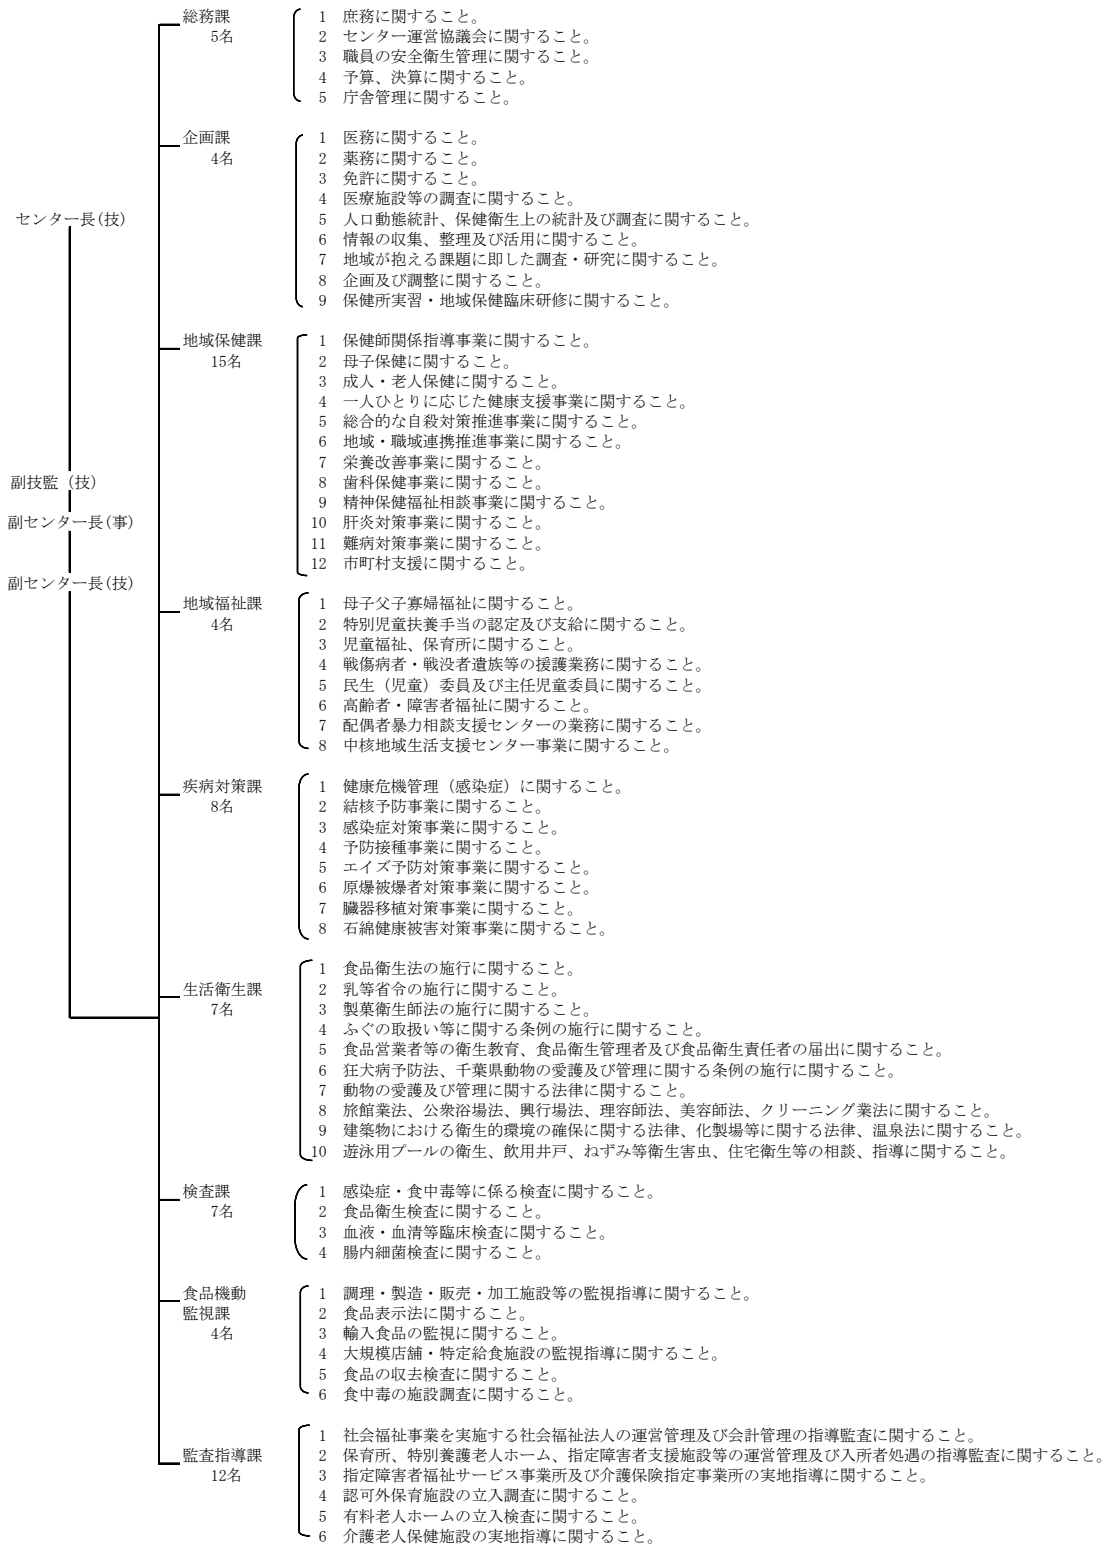 総務課
5名
1 庶務に関すること。
2 センター運営協議会に関すること。
3 職員の安全衛生管理に関すること。
4 予算、決算に関すること。
5 庁舎管理に関すること。
企画課
4名
1 医務に関すること。
2 薬務に関すること。
3 免許に関すること。
4 医療施設等の調査に関すること。
5 人口動態統計、保健衛生上の統計及び調査に関すること。
6 情報の収集、整理及び活用に関すること。
7 地域が抱える課題に即した調査・研究に関すること。
8 企画及び調整に関すること。
9 保健所実習・地域保健臨床研修に関すること。
センター長(技)
副技監（技）
副センター長(事)
副センター長(技)
地域保健課
15名
1 保健師関係指導事業に関すること。
2 母子保健に関すること。
3 成人・老人保健に関すること。
4 一人ひとりに応じた健康支援事業に関すること。
5 総合的な自殺対策推進事業に関すること。
6 地域・職域連携推進事業に関すること。
7 栄養改善事業に関すること。
8 歯科保健事業に関すること。
9 精神保健福祉相談事業に関すること。
10 肝炎対策事業に関すること。
11 難病対策事業に関すること。
12 市町村支援に関すること。
地域福祉課
4名
1 母子父子寡婦福祉に関すること。
2 特別児童扶養手当の認定及び支給に関すること。
3 児童福祉、保育所に関すること。
4 戦傷病者・戦没者遺族等の援護業務に関すること。
5 民生（児童）委員及び主任児童委員に関すること。
6 高齢者・障害者福祉に関すること。
7 配偶者暴力相談支援センターの業務に関すること。
8 中核地域生活支援センター事業に関すること。
疾病対策課
8名
1 健康危機管理（感染症）に関すること。
2 結核予防事業に関すること。
3 感染症対策事業に関すること。
4 予防接種事業に関すること。
5 エイズ予防対策事業に関すること。
6 原爆被爆者対策事業に関すること。
7 臓器移植対策事業に関すること。
8 石綿健康被害対策事業に関すること。
生活衛生課
7名
1 食品衛生法の施行に関すること。
2 乳等省令の施行に関すること。
3 製菓衛生師法の施行に関すること。
4 ふぐの取扱い等に関する条例の施行に関すること。
5 食品営業者等の衛生教育、食品衛生管理者及び食品衛生責任者の届出に関すること。
6 狂犬病予防法、千葉県動物の愛護及び管理に関する条例の施行に関すること。
7 動物の愛護及び管理に関する法律に関すること。
8 旅館業法、公衆浴場法、興行場法、理容師法、美容師法、クリーニング業法に関すること。
9 建築物における衛生的環境の確保に関する法律、化製場等に関する法律、温泉法に関すること。
10 遊泳用プールの衛生、飲用井戸、ねずみ等衛生害虫、住宅衛生等の相談、指導に関すること。
検査課
7名
1 感染症・食中毒等に係る検査に関すること。
2 食品衛生検査に関すること。
3 血液・血清等臨床検査に関すること。
4 腸内細菌検査に関すること。
食品機動
監視課
4名
1 調理・製造・販売・加工施設等の監視指導に関すること。
2 食品表示法に関すること。
3 輸入食品の監視に関すること。
4 大規模店舗・特定給食施設の監視指導に関すること。
5 食品の収去検査に関すること。
6 食中毒の施設調査に関すること。
監査指導課
12名
1 社会福祉事業を実施する社会福祉法人の運営管理及び会計管理の指導監査に関すること。
2 保育所、特別養護老人ホーム、指定障害者支援施設等の運営管理及び入所者処遇の指導監査に関すること。
3 指定障害者福祉サービス事業所及び介護保険指定事業所の実地指導に関すること。
4 認可外保育施設の立入調査に関すること。
5 有料老人ホームの立入検査に関すること。
6 介護老人保健施設の実地指導に関すること。